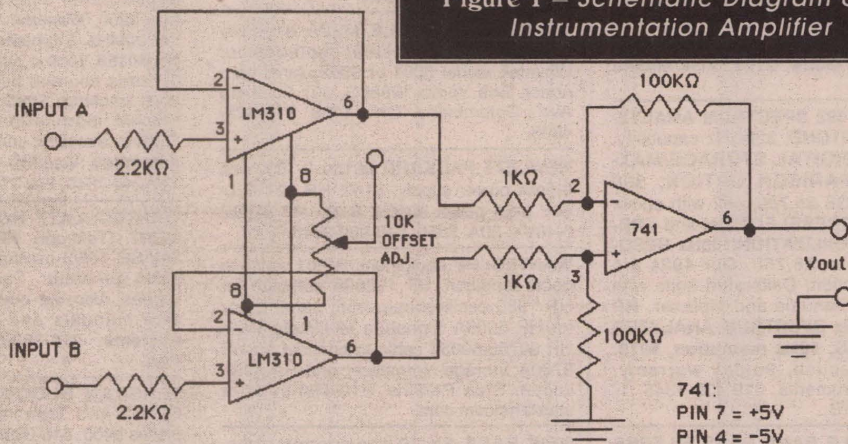 Figure 1 – Schematic Diagram
Instrumentation Amplifier
INPUT A
2.2KΩ
2
3
LM310
6
1
8
10K
OFFSET
ADJ.
8
1
INPUT B
2.2KΩ
2
3
LM310
6
1KΩ
1KΩ
100KΩ
2
3
741
6
100KΩ
Vout
741:
PIN 7 = +5V
PIN 4 = -5V